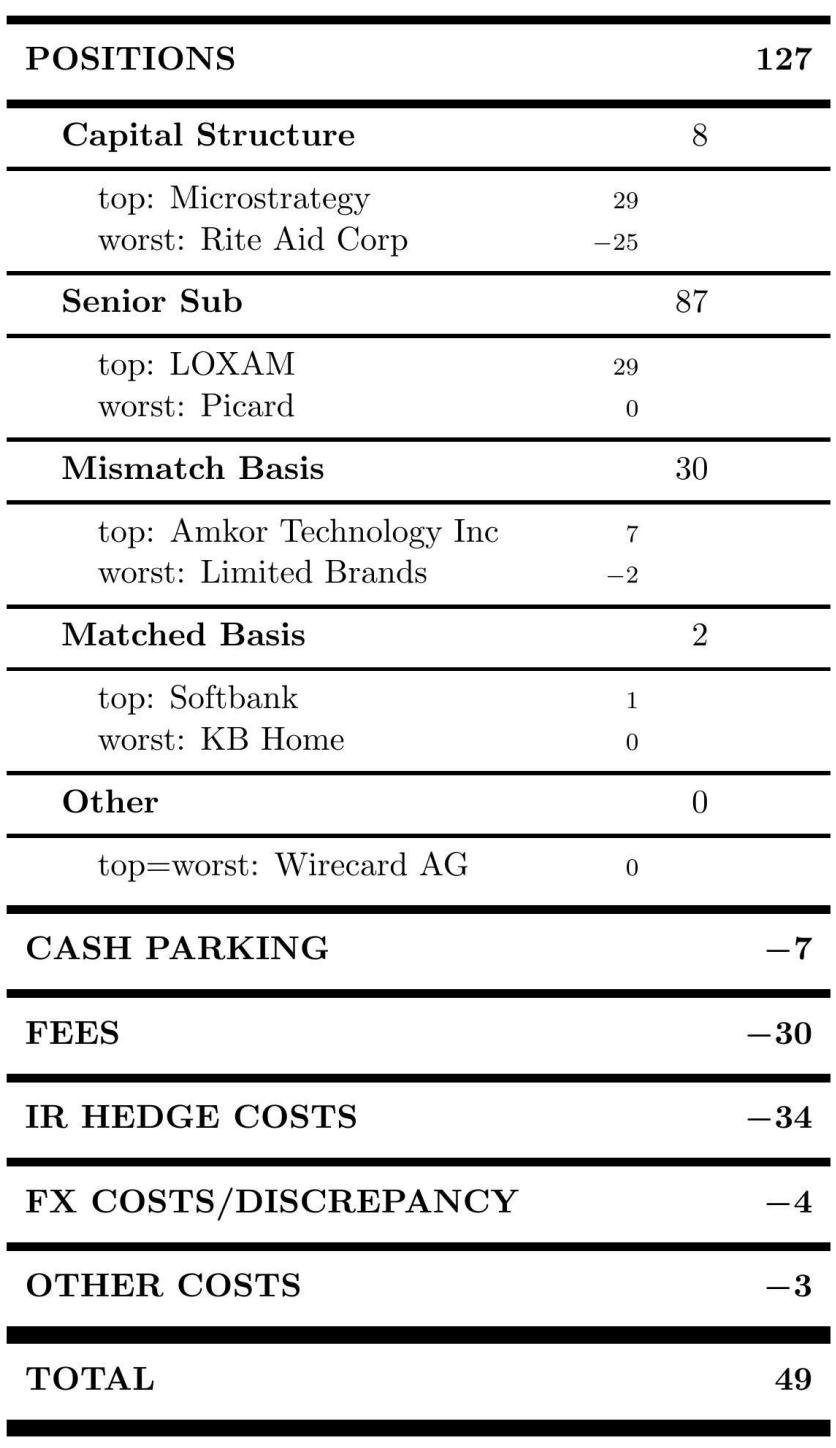 POSITIONS 127
Capital Structure 8
top: Microstrategy 29
worst: Rite Aid Corp −25
Senior Sub 87
top: LOXAM 29
worst: Picard 0
Mismatch Basis 30
top: Amkor Technology Inc 7
worst: Limited Brands −2
Matched Basis 2
top: Softbank 1
worst: KB Home 0
Other 0
top=worst: Wirecard AG 0
CASH PARKING −7
FEES −30
IR HEDGE COSTS −34
FX COSTS/DISCREPANCY −4
OTHER COSTS −3
TOTAL 49